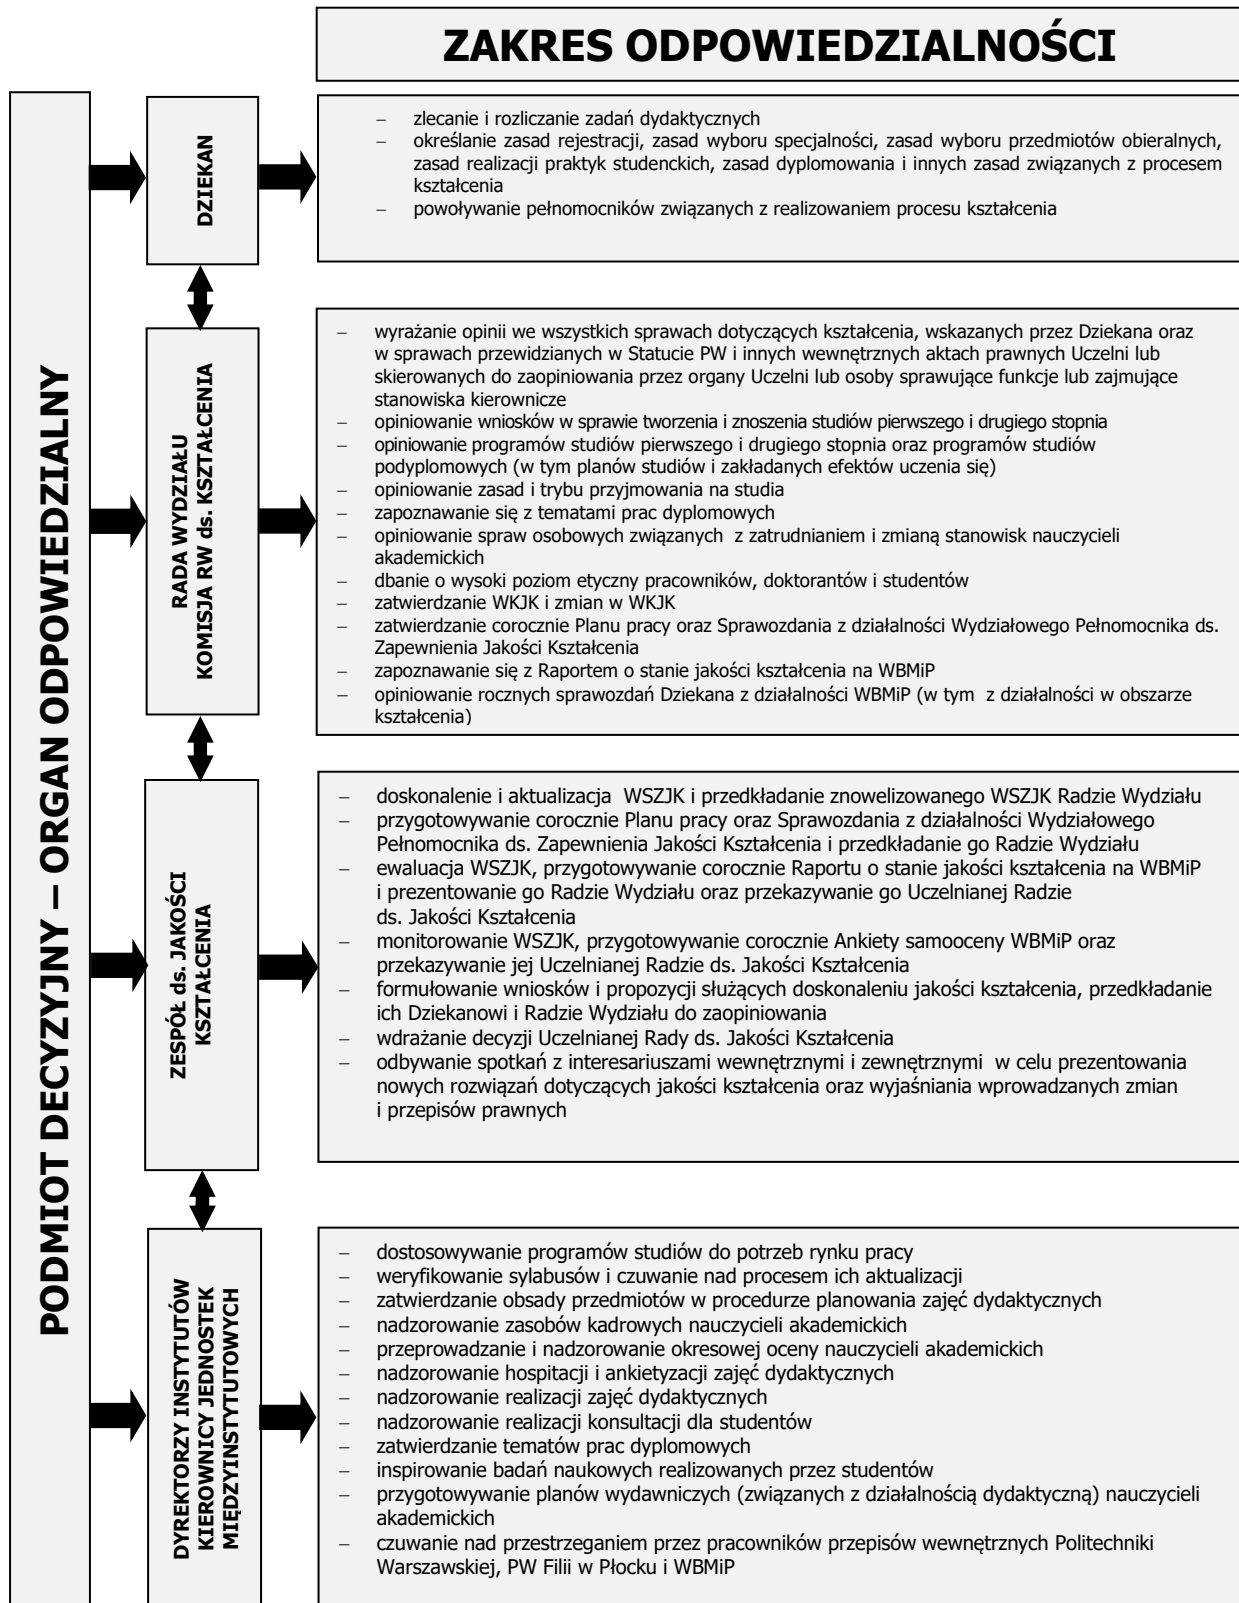 ZAKRES ODPOWIEDZIALNOŚCI
PODMIOT DECYZYJNY – ORGAN ODPOWIEDZIALNY
DZIEKAN
– zlecanie i rozliczanie zadań dydaktycznych
– określanie zasad rejestracji, zasad wyboru specjalności, zasad wyboru przedmiotów obieralnych,
zasad realizacji praktyk studenckich, zasad dyplomowania i innych zasad związanych z procesem
kształcenia
– powoływanie pełnomocników związanych z realizowaniem procesu kształcenia
RADA WYDZIAŁU
KOMISJA RW ds. KSZTAŁCENIA
– wyrażanie opinii we wszystkich sprawach dotyczących kształcenia, wskazanych przez Dziekana oraz
w sprawach przewidzianych w Statucie PW i innych wewnętrznych aktach prawnych Uczelni lub
skierowanych do zaopiniowania przez organy Uczelni lub osoby sprawujące funkcje lub zajmujące
stanowiska kierownicze
– opiniowanie wniosków w sprawie tworzenia i znoszenia studiów pierwszego i drugiego stopnia
– opiniowanie programów studiów pierwszego i drugiego stopnia oraz programów studiów
podyplomowych (w tym planów studiów i zakładanych efektów uczenia się)
– opiniowanie zasad i trybu przyjmowania na studia
– zapoznawanie się z tematami prac dyplomowych
– opiniowanie spraw osobowych związanych z zatrudnianiem i zmianą stanowisk nauczycieli
akademickich
– dbanie o wysoki poziom etyczny pracowników, doktorantów i studentów
– zatwierdzanie WKJK i zmian w WKJK
– zatwierdzanie corocznie Planu pracy oraz Sprawozdania z działalności Wydziałowego Pełnomocnika ds.
Zapewnienia Jakości Kształcenia
– zapoznawanie się z Raportem o stanie jakości kształcenia na WBMiP
– opiniowanie rocznych sprawozdań Dziekana z działalności WBMiP (w tym z działalności w obszarze
kształcenia)
ZESPÓŁ ds. JAKOŚCI
KSZTAŁCENIA
– doskonalenie i aktualizacja WSZJK i przedkładanie znowelizowanego WSZJK Radzie Wydziału
– przygotowywanie corocznie Planu pracy oraz Sprawozdania z działalności Wydziałowego
Pełnomocnika ds. Zapewnienia Jakości Kształcenia i przedkładanie go Radzie Wydziału
– ewaluacja WSZJK, przygotowywanie corocznie Raportu o stanie jakości kształcenia na WBMiP
i prezentowanie go Radzie Wydziału oraz przekazywanie go Uczelnianej Radzie
ds. Jakości Kształcenia
– monitorowanie WSZJK, przygotowywanie corocznie Ankiety samooceny WBMiP oraz
przekazywanie jej Uczelnianej Radzie ds. Jakości Kształcenia
– formułowanie wniosków i propozycji służących doskonaleniu jakości kształcenia, przedkładanie
ich Dziekanowi i Radzie Wydziału do zaopiniowania
– wdrażanie decyzji Uczelnianej Rady ds. Jakości Kształcenia
– odbywanie spotkań z interesariuszami wewnętrznymi i zewnętrznymi w celu prezentowania
nowych rozwiązań dotyczących jakości kształcenia oraz wyjaśniania wprowadzanych zmian
i przepisów prawnych
DYREKTORZY INSTYTUTÓW
KIEROWNICY JEDNOSTEK
MIĘDZYINSTYTUTOWYCH
– dostosowywanie programów studiów do potrzeb rynku pracy
– weryfikowanie sylabusów i czuwanie nad procesem ich aktualizacji
– zatwierdzanie obsady przedmiotów w procedurze planowania zajęć dydaktycznych
– nadzorowanie zasobów kadrowych nauczycieli akademickich
– przeprowadzanie i nadzorowanie okresowej oceny nauczycieli akademickich
– nadzorowanie hospitacji i ankietyzacji zajęć dydaktycznych
– nadzorowanie realizacji zajęć dydaktycznych
– nadzorowanie realizacji konsultacji dla studentów
– zatwierdzanie tematów prac dyplomowych
– inspirowanie badań naukowych realizowanych przez studentów
– przygotowywanie planów wydawniczych (związanych z działalnością dydaktyczną) nauczycieli
akademickich
– czuwanie nad przestrzeganiem przez pracowników przepisów wewnętrznych Politechniki
Warszawskiej, PW Filii w Płocku i WBMiP